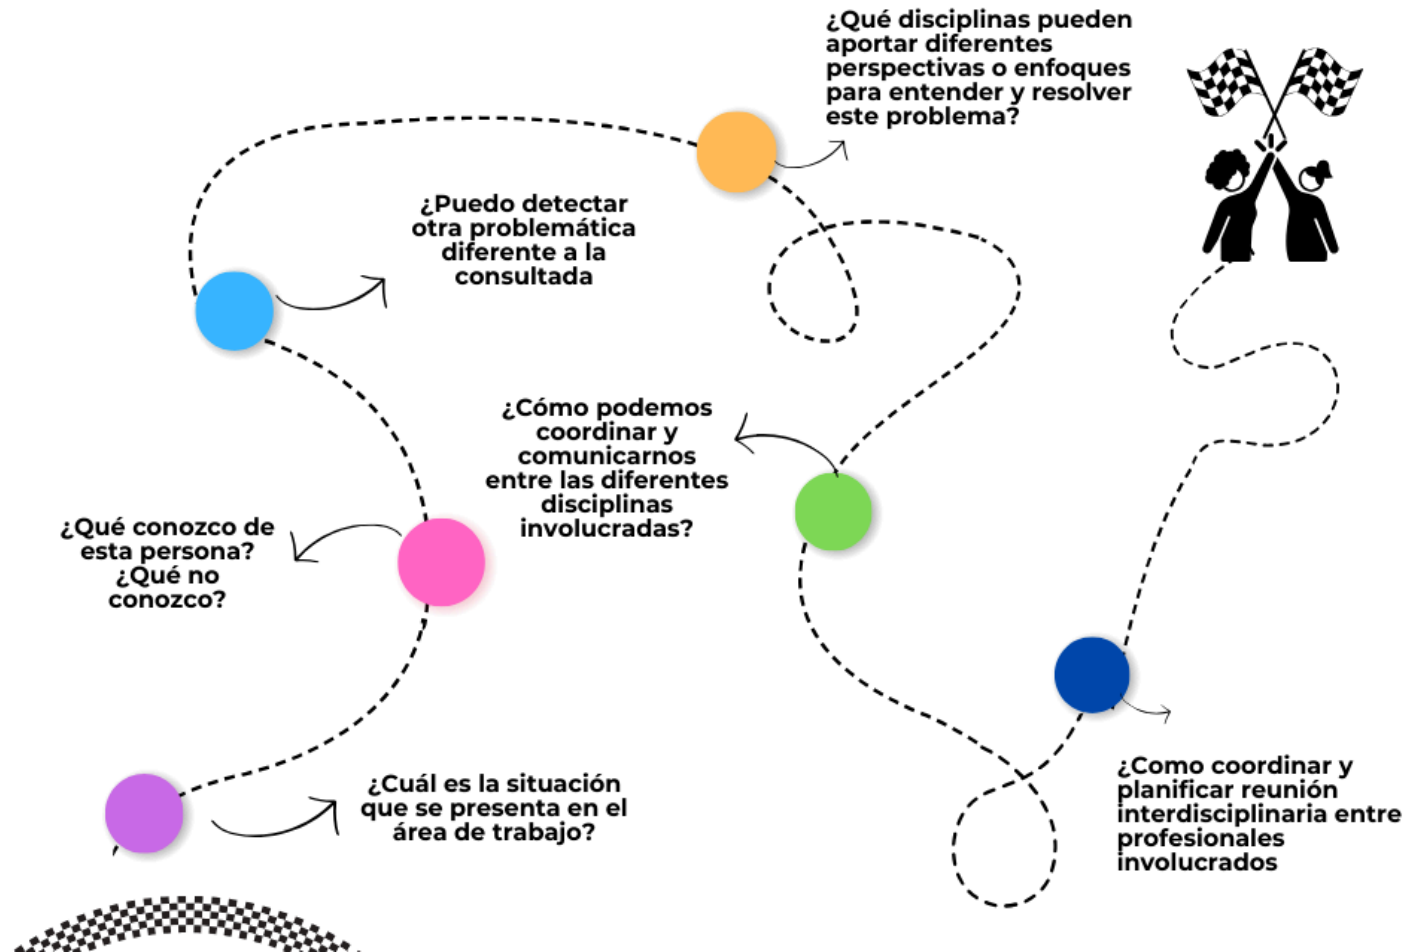 ¿Qué disciplinas pueden
aportar diferentes
perspectivas o enfoques
para entender y resolver
este problema?
¿Puedo detectar
otra problemática
diferente a la
consultada
¿Cómo podemos
coordinar y
comunicarnos
entre las diferentes
disciplinas
involucradas?
¿Qué conozco de
esta persona?
¿Qué no
conozco?
¿Cuál es la situación
que se presenta en el
área de trabajo?
¿Como coordinar y
planificar reunión
interdisciplinaria entre
profesionales
involucrados